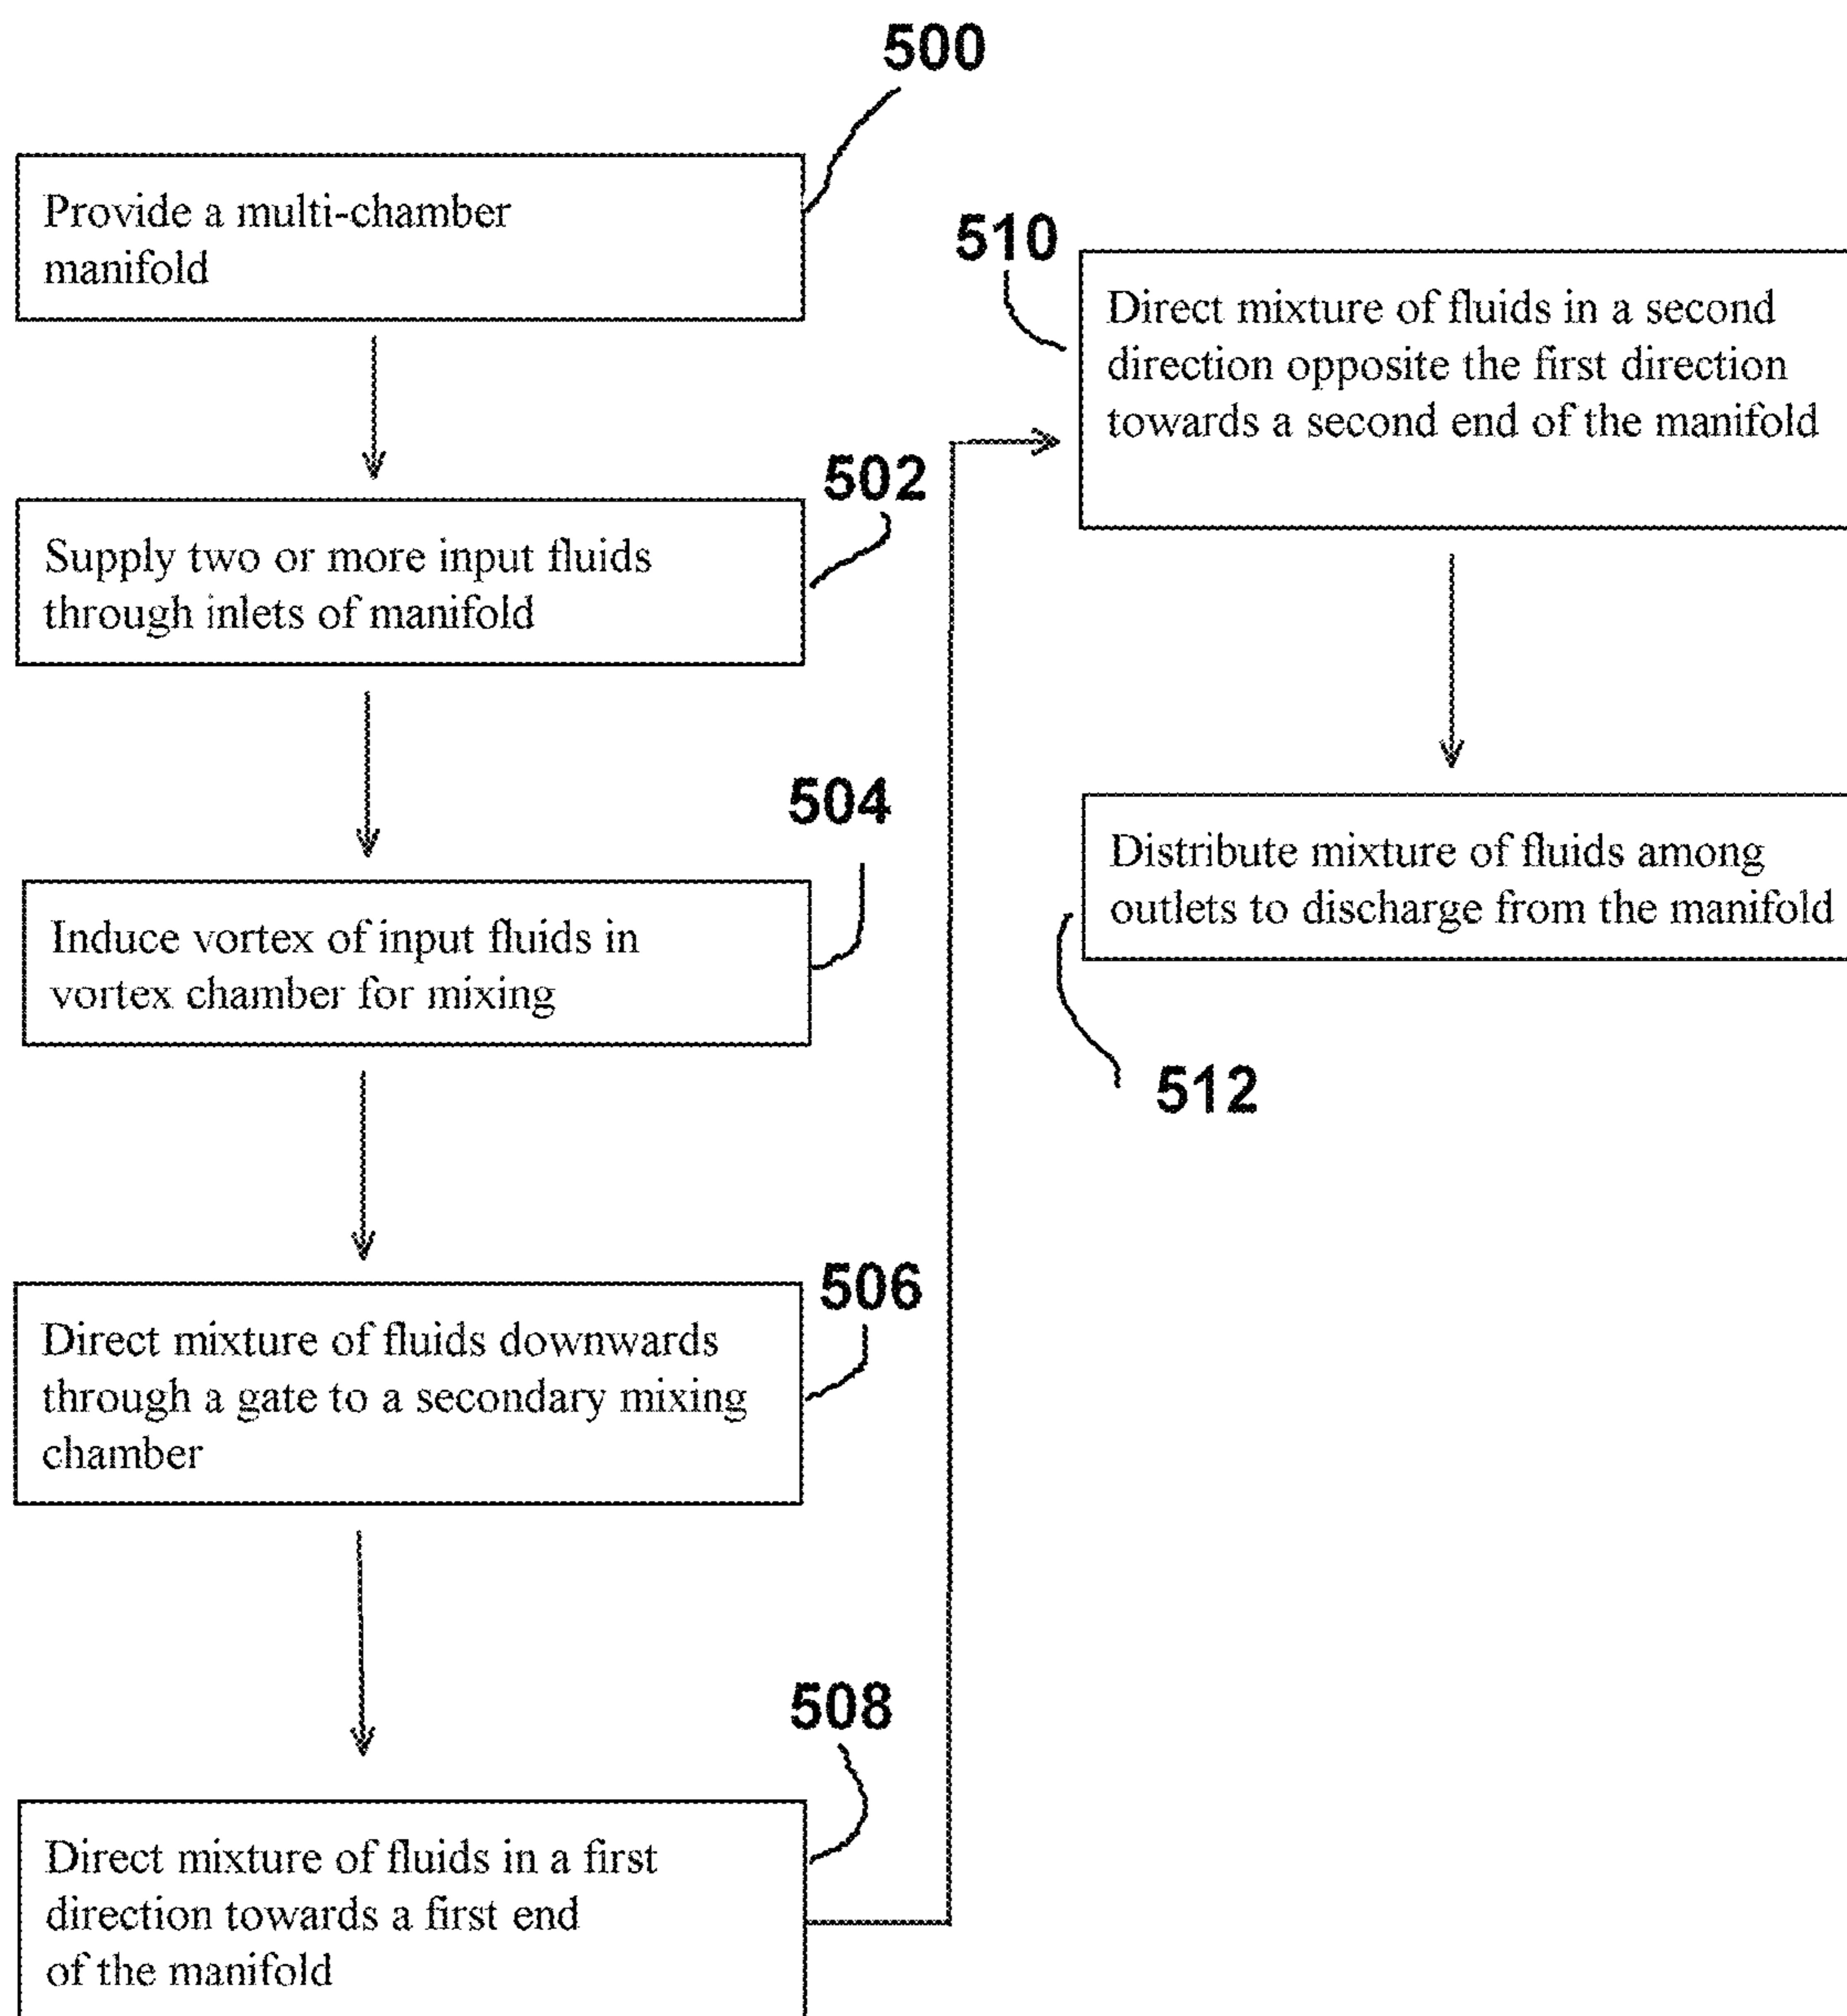 500
Provide a multi-chamber
manifold
502
Supply two or more input fluids
through inlets of manifold
504
Induce vortex of input fluids in
vortex chamber for mixing
506
Direct mixture of fluids downwards
through a gate to a secondary mixing
chamber
508
Direct mixture of fluids in a first
direction towards a first end
of the manifold
510
Direct mixture of fluids in a second
direction opposite the first direction
towards a second end of the manifold
Distribute mixture of fluids among
outlets to discharge from the manifold
512